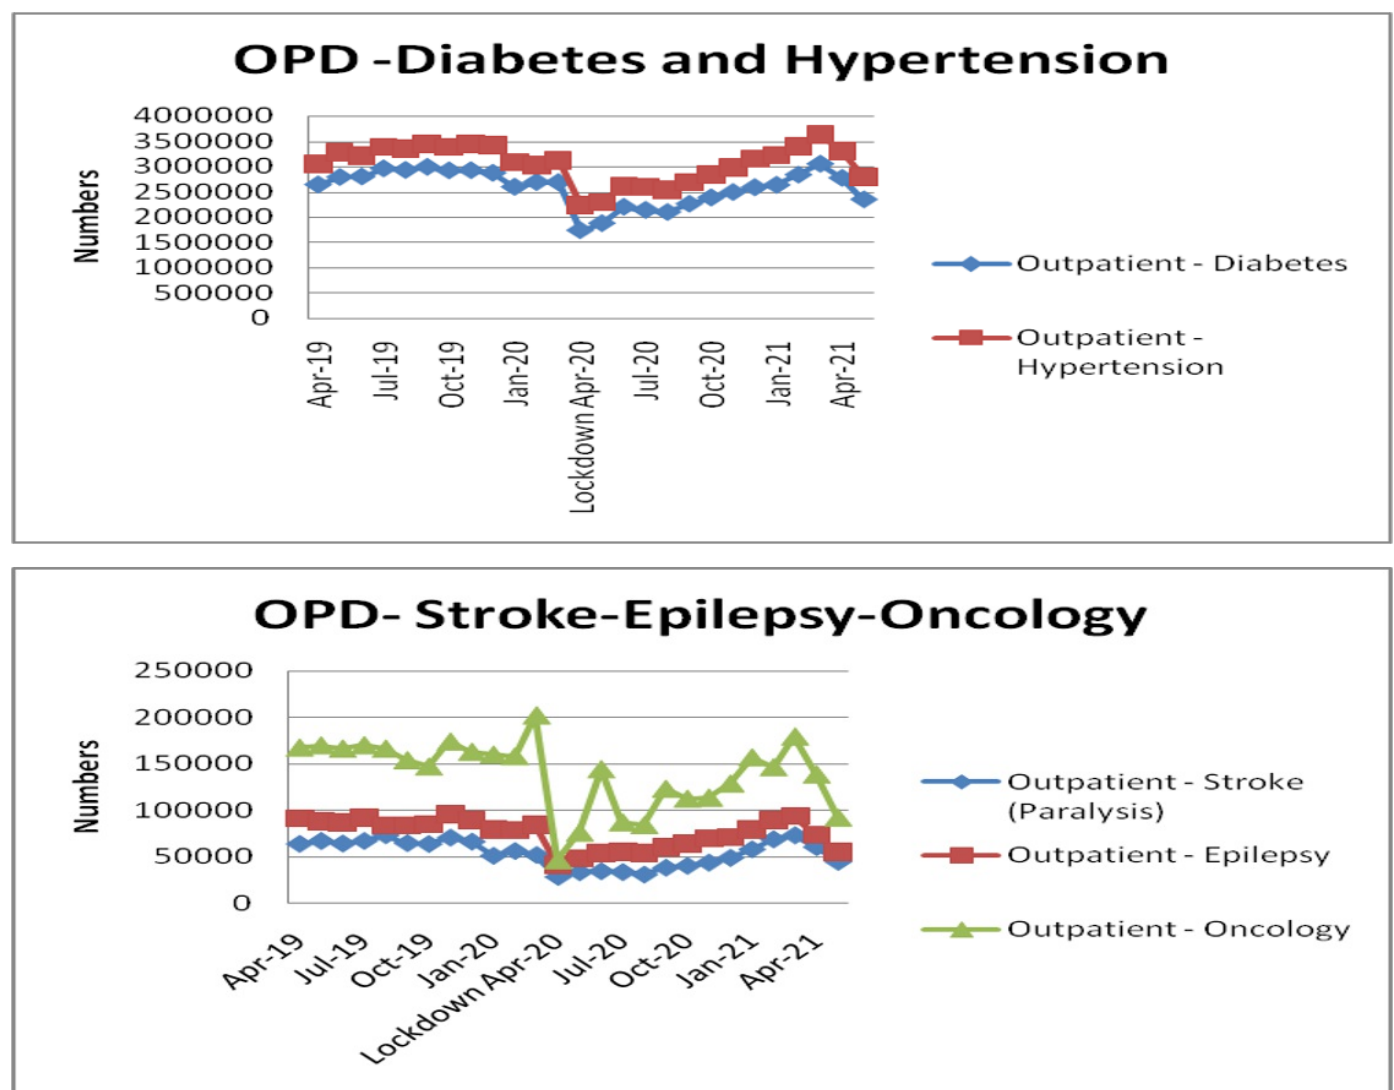 OPD -Diabetes and Hypertension
4000000
3500000
3000000
2500000
2000000
1500000
1000000
500000
0
Numbers
Apr-19
Jul-19
Oct-19
Jan-20
Lockdown Apr-20
Jul-20
Oct-20
Jan-21
Apr-21
Outpatient - Diabetes
Outpatient -
Hypertension
OPD- Stroke-Epilepsy-Oncology
250000
200000
150000
100000
50000
0
Numbers
Apr-19
Jul-19
Oct-19
Jan-20
Lockdown Apr-20
Jul-20
Oct-20
Jan-21
Apr-21
Outpatient - Stroke
(Paralysis)
Outpatient - Epilepsy
Outpatient - Oncology